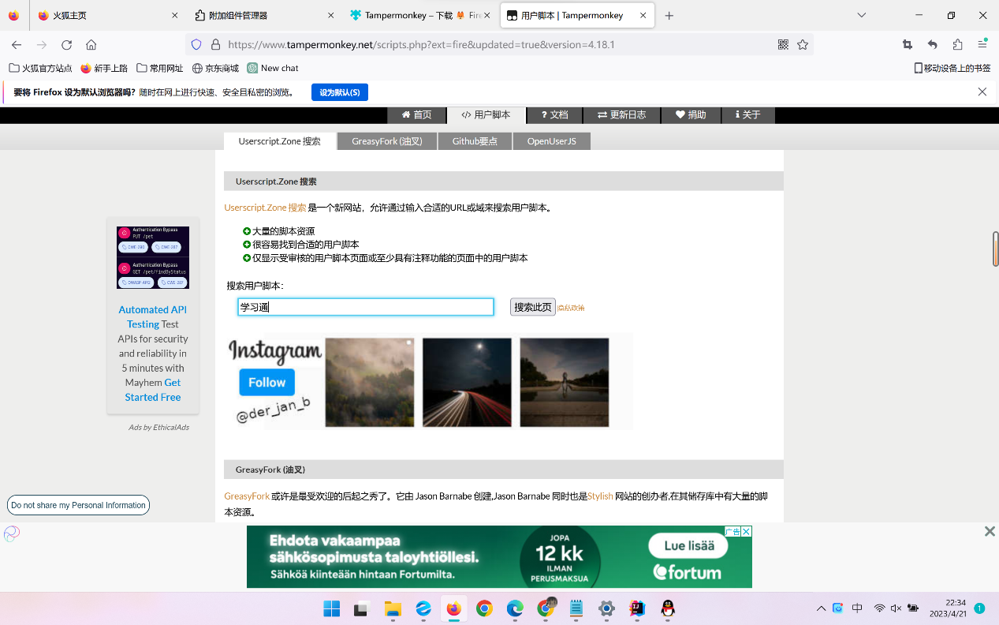 火狐主页
附加组件管理器
Tampermonkey – 下载 🦊 Fire
用户脚本 | Tampermonkey
https://www.tampermonkey.net/scripts.php?ext=fire&updated=true&version=4.18.1
火狐官方站点
新手上路
常用网址
京东商城
New chat
移动设备上的书签
要将 Firefox 设为默认浏览器吗? 随时在网上进行快速、安全且私密的浏览。
设为默认(S)
首页
</> 用户脚本
? 文档
更新日志
捐助
关于
Userscript.Zone 搜索
GreasyFork (油叉)
Github要点
OpenUserJS
Userscript.Zone 搜索
Userscript.Zone 搜索 是一个新网站，允许通过输入合适的URL或域来搜索用户脚本。
大量的脚本资源
很容易找到合适的用户脚本
仅显示受审核的用户脚本页面或至少具有注释功能的页面中的用户脚本
搜索用户脚本：
学习通
搜索此页
隐私政策
Authentication Bypass
PUT /pet
CWE-287
Authentication Bypass
GET /pet/findByStatus
OWASP-API2
CWE-287
Automated API
Testing Test
APIs for security
and reliability in
5 minutes with
Mayhem Get
Started Free
Ads by EthicalAds
Instagram
Follow
@der_jan_b
GreasyFork (油叉)
GreasyFork 或许是最受欢迎的后起之秀了。它由 Jason Barnabe 创建,Jason Barnabe 同时也是Stylish 网站的创办者,在其储存库中有大量的脚
本资源。
Do not share my Personal Information
Ehdota vakaampaa
sähkösopimusta taloyhtiöllesi.
Sähköä kiinteään hintaan Fortumilta.
JOPA
12 kk
ILMAN
PERUSMAKSUA
广告
Lue lisää
fortum
中
22:34
2023/4/21
1